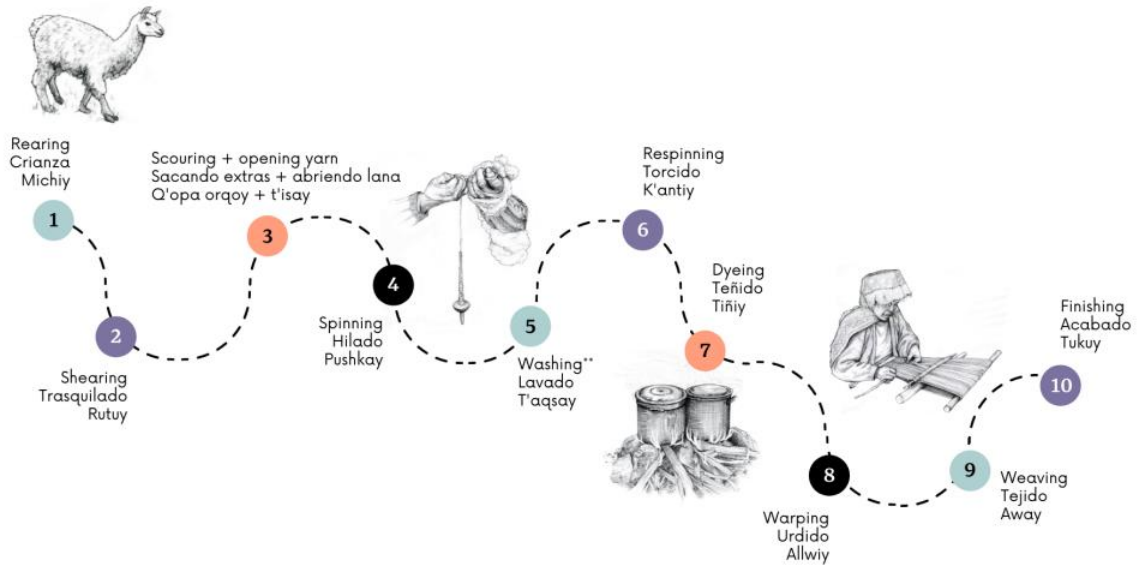 Rearing
Crianza
Michiy
1
2
Shearing
Trasquilado
Rutuy
Scouring + opening yarn
Sacando extras + abriendo lana
Q'opa orqoy + t'isay
3
4
Spinning
Hilado
Pushkay
5
Washing**
Lavado
T'aqsay
Respinning
Torcido
K'antiy
6
Dyeing
Teñido
Tiñiy
7
8
Warping
Urdido
Allwiy
9
Weaving
Tejido
Away
Finishing
Acabado
Tukuy
10